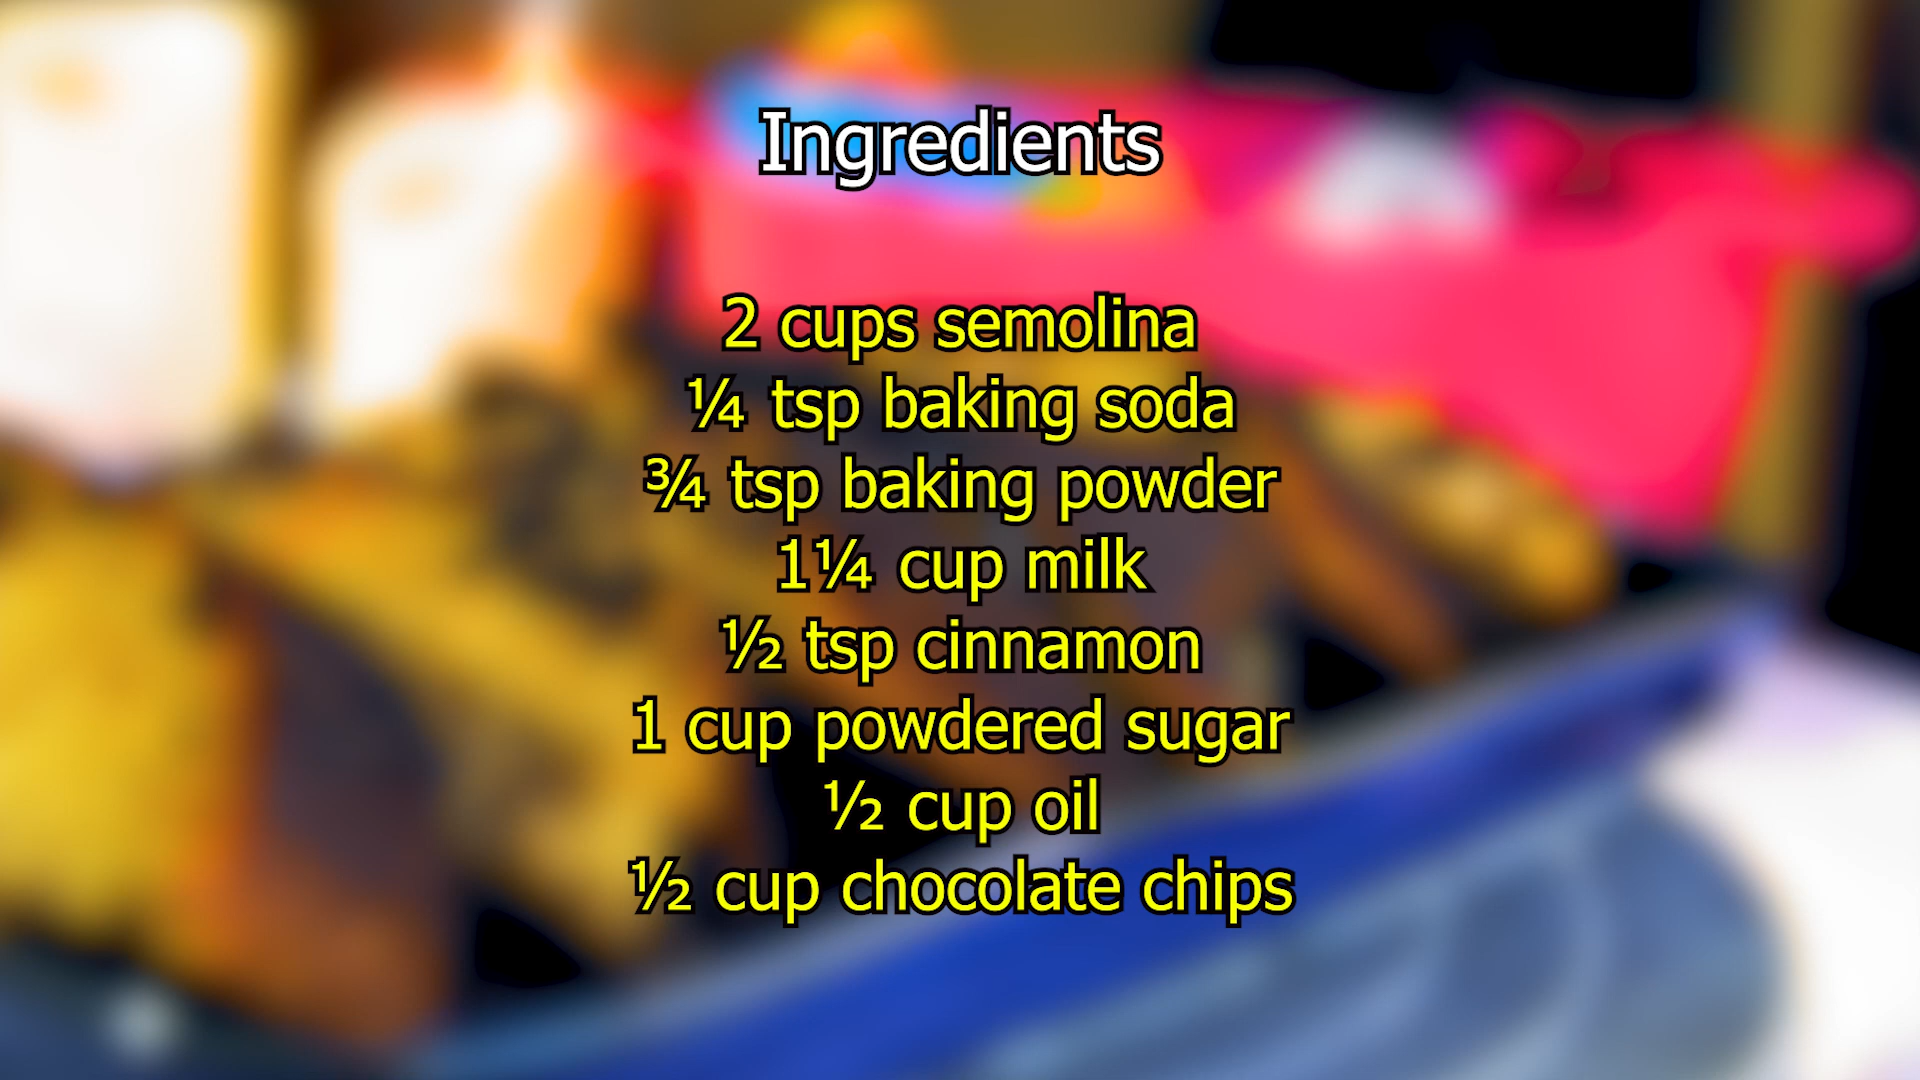 Ingredients
2 cups semolina
¼ tsp baking soda
¾ tsp baking powder
1¼ cup milk
½ tsp cinnamon
1 cup powdered sugar
½ cup oil
½ cup chocolate chips